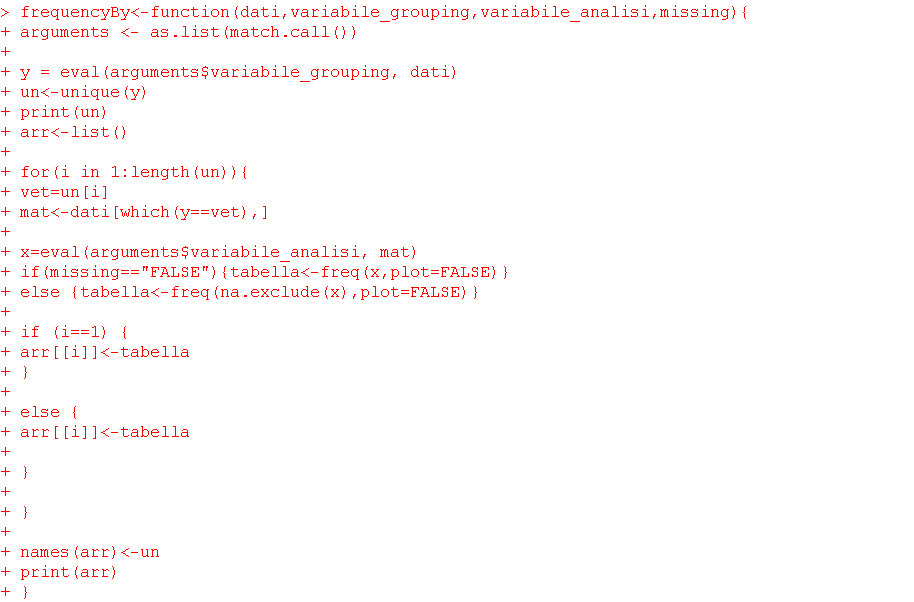 > frequencyBy<-function(dati,variabile_grouping,variabile_analisi,missing){
+ arguments <- as.list(match.call())
+
+ y = eval(arguments$variabile_grouping, dati)
+ un<-unique(y)
+ print(un)
+ arr<-list()
+
+ for(i in 1:length(un)){
+ vet=un[i]
+ mat<-dati[which(y==vet),]
+
+ x=eval(arguments$variabile_analisi, mat)
+ if(missing=="FALSE"){tabella<-freq(x,plot=FALSE)}
+ else {tabella<-freq(na.exclude(x),plot=FALSE)}
+
+ if (i==1) {
+ arr[[i]]<-tabella
+ }
+
+ else {
+ arr[[i]]<-tabella
+
+ }
+
+ }
+
+ names(arr)<-un
+ print(arr)
+ }